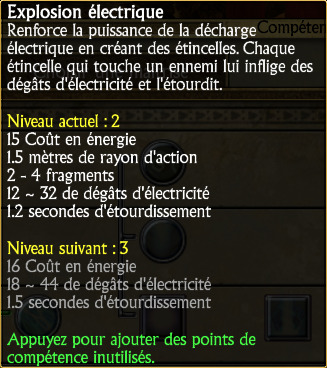 Explosion électrique
Renforce la puissance de la décharge
électrique en créant des étincelles. Chaque
étincelle qui touche un ennemi lui inflige des
dégâts d'électricité et l'étourdit.
Compéter
Niveau actuel : 2
15 Coût en énergie
1.5 mètres de rayon d'action
2 - 4 fragments
12 ~ 32 de dégâts d'électricité
1.2 secondes d'étourdissement
Niveau suivant : 3
16 Coût en énergie
18 ~ 44 de dégâts d'électricité
1.5 secondes d'étourdissement
Appuyez pour ajouter des points de
compétence inutilisés.